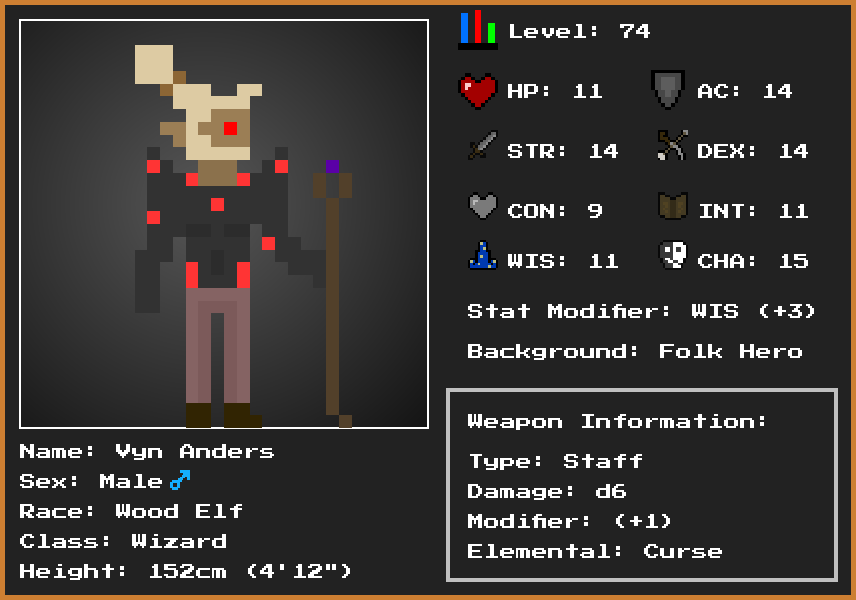 Level: 74
HP: 11 AC: 14
STR: 14 DEX: 14
CON: 9 INT: 11
WIS: 11 CHA: 15
Stat Modifier: WIS (+3)
Background: Folk Hero
Weapon Information:
Type: Staff
Damage: d6
Modifier: (+1)
Elemental: Curse
Name: Vyn Anders
Sex: Male ♂
Race: Wood Elf
Class: Wizard
Height: 152cm (4'12")